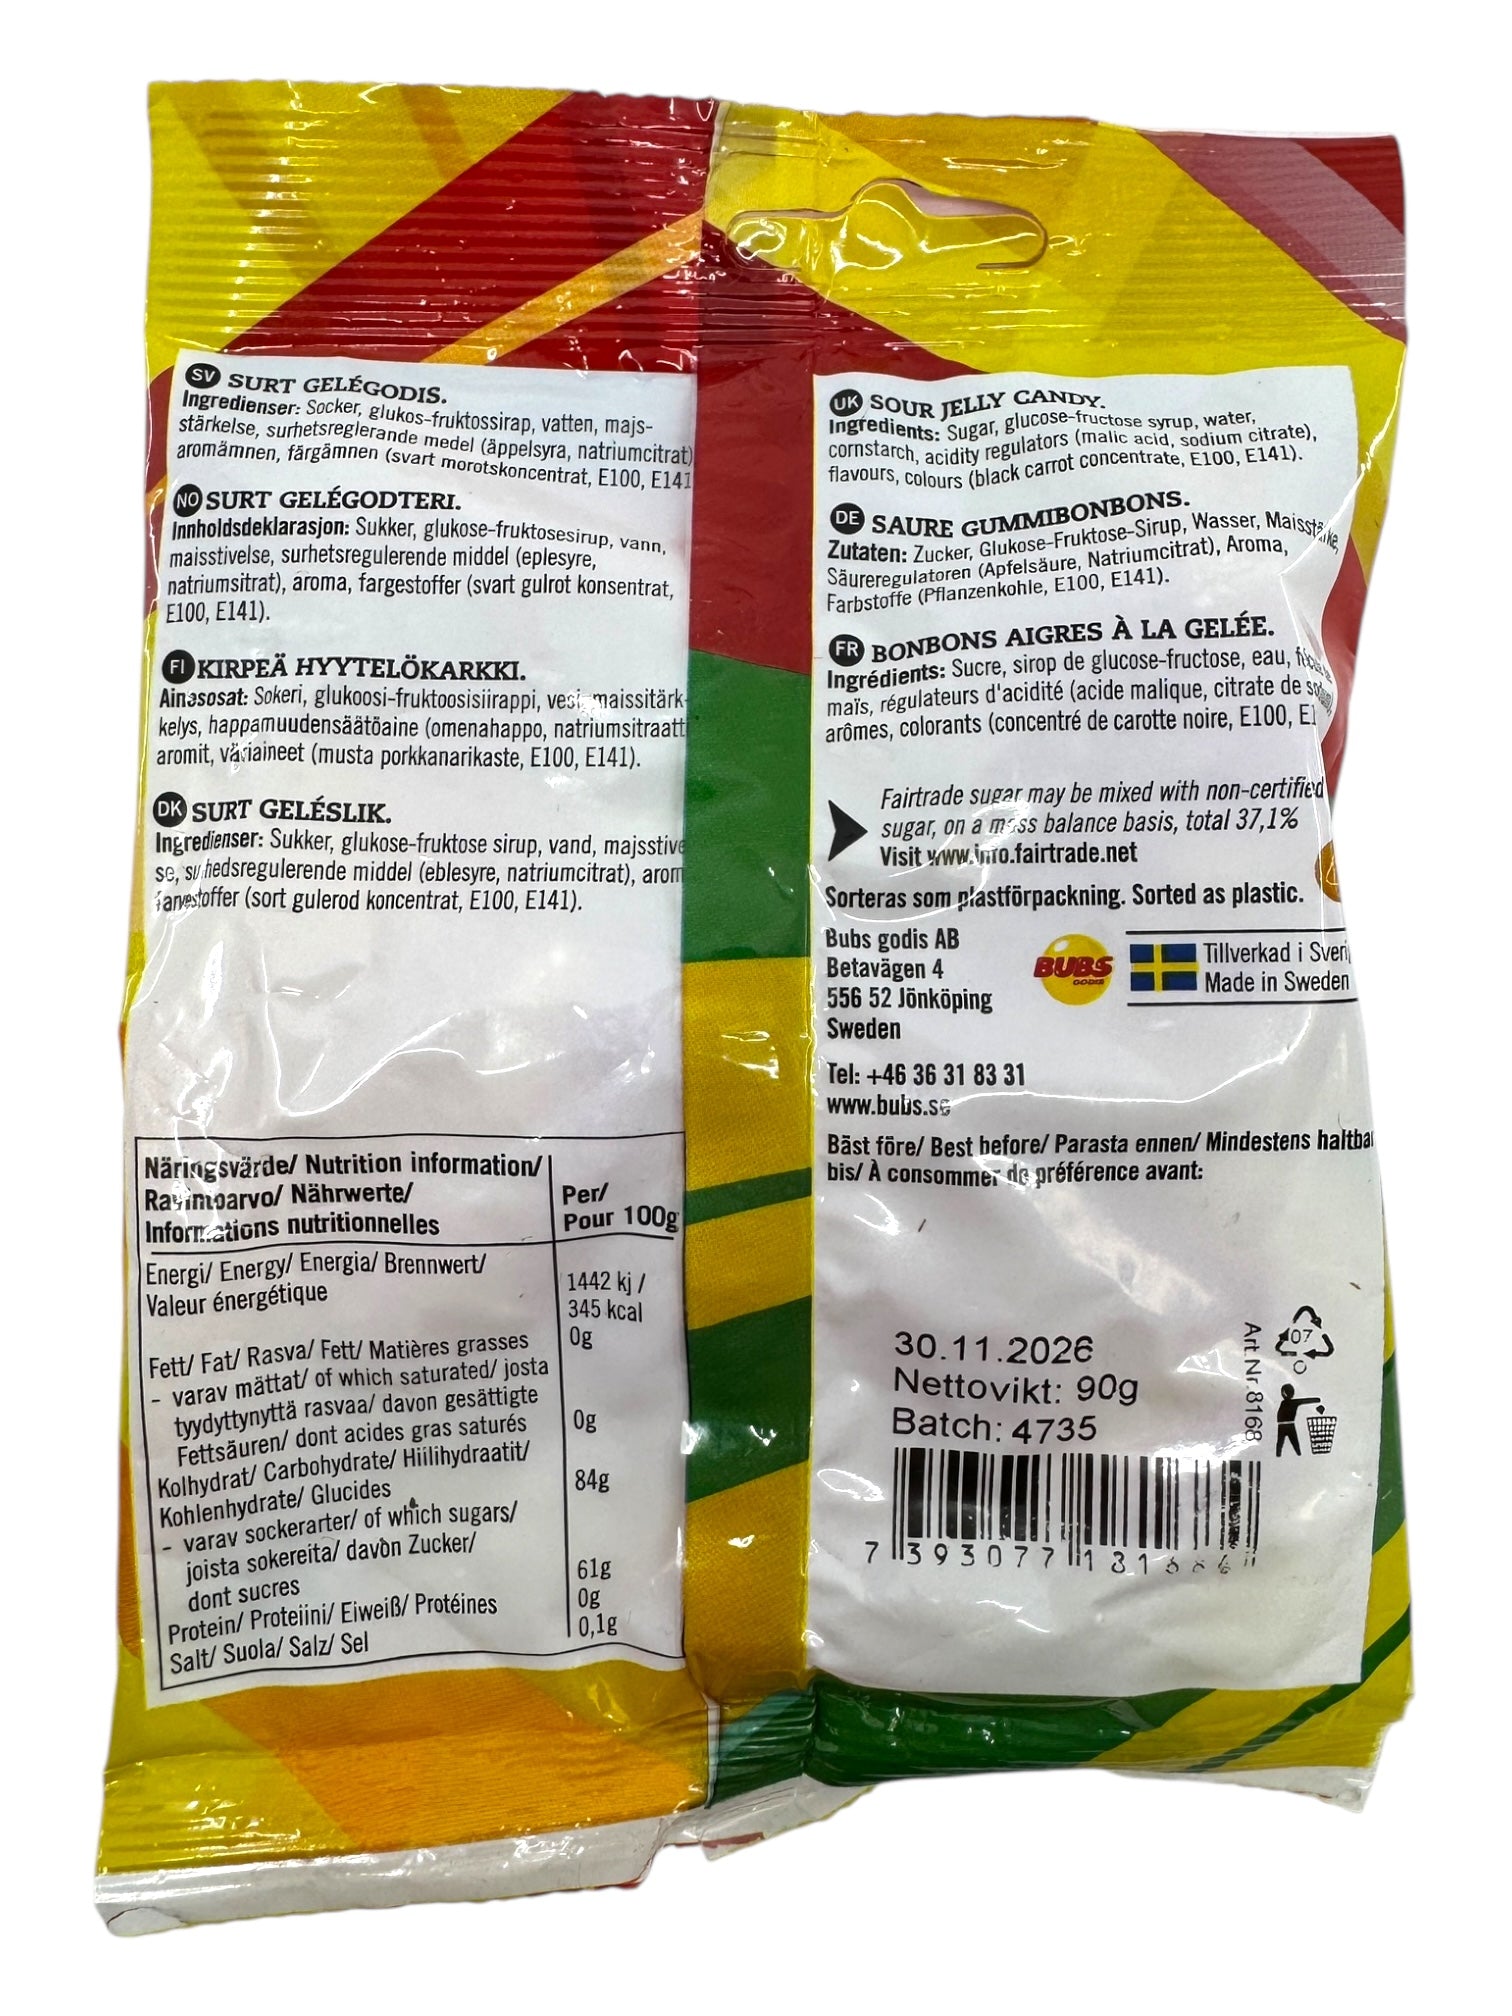 SV SURT GELÉGODIS.
Ingredienser: Socker, glukos-fruktossirap, vatten, majs-
stärkelse, surhetsreglerande medel (äppelsyra, natriumcitrat)
aromämnen, färgämnen (svart morotskoncentrat, E100, E141
NO SURT GELÉGODTERI.
Innholdsdeklarasjon: Sukker, glukose-fruktosesirup, vann,
maisstivelse, surhetsregulerende middel (eplesyre,
natriumsitrat), aroma, fargestoffer (svart gulrot konsentrat,
E100, E141).
FI KIRPEÄ HYYTELÖKARKKI.
Ainasosat: Sokeri, glukoosi-fruktoosisiirappi, vesi, maissitärk-
kelys, happamuudensäätöaine (omenahappo, natriumsitraatti
aromit, väriaineet (musta porkkanarikaste, E100, E141).
DK SURT GELÉSLIK.
Ingredienser: Sukker, glukose-fruktose sirup, vand, majsstive
se, surhedsregulerende middel (eblesyre, natriumcitrat), arom
farvestoffer (sort gulerod koncentrat, E100, E141).
Näringsvärde/ Nutrition information/
Ravintoarvo/ Nährwerte/
Informations nutritionnelles
Per/
Pour 100g
Energi/ Energy/ Energia/ Brennwert/
Valeur énergétique
1442 kj /
345 kcal
Fett/ Fat/ Rasva/ Fett/ Matières grasses
0g
- varav mättat/ of which saturated/ josta
tyydyttynyttä rasvaa/ davon gesättigte
Fettsäuren/ dont acides gras saturés
0g
Kolhydrat/ Carbohydrate/ Hiilihydraatit/
Kohlenhydrate/ Glucides
84g
- varav sockerarter/ of which sugars/
joista sokereita/ davon Zucker/
dont sucres
61g
Protein/ Proteiini/ Eiweiß/ Protéines
0g
Salt/ Suola/ Salz/ Sel
0,1g
UK SOUR JELLY CANDY.
Ingredients: Sugar, glucose-fructose syrup, water,
cornstarch, acidity regulators (malic acid, sodium citrate),
flavours, colours (black carrot concentrate, E100, E141).
DE SAURE GUMMIBONBONS.
Zutaten: Zucker, Glukose-Fruktose-Sirup, Wasser, Maisstärke,
Säureregulatoren (Apfelsäure, Natriumcitrat), Aroma,
Farbstoffe (Pflanzenkohle, E100, E141).
FR BONBONS AIGRES À LA GELÉE.
Ingrédients: Sucre, sirop de glucose-fructose, eau,
maïs, régulateurs d'acidité (acide malique, citrate de
arômes, colorants (concentré de carotte noire, E100, E1
Fairtrade sugar may be mixed with non-certified
sugar, on a mass balance basis, total 37,1%
Visit www.info.fairtrade.net
Sorteras som plastförpackning. Sorted as plastic.
Bubs godis AB
Betavägen 4
556 52 Jönköping
Sweden
BUBS
GODIS
Tillverkad i Sveri
Made in Sweden
Tel: +46 36 31 83 31
www.bubs.se
Bäst före/ Best before/ Parasta ennen/ Mindestens haltbar
bis/ À consommer de préférence avant:
30.11.2026
Nettovikt: 90g
Batch: 4735
Art.Nr.8168
07
O
7 393077 131